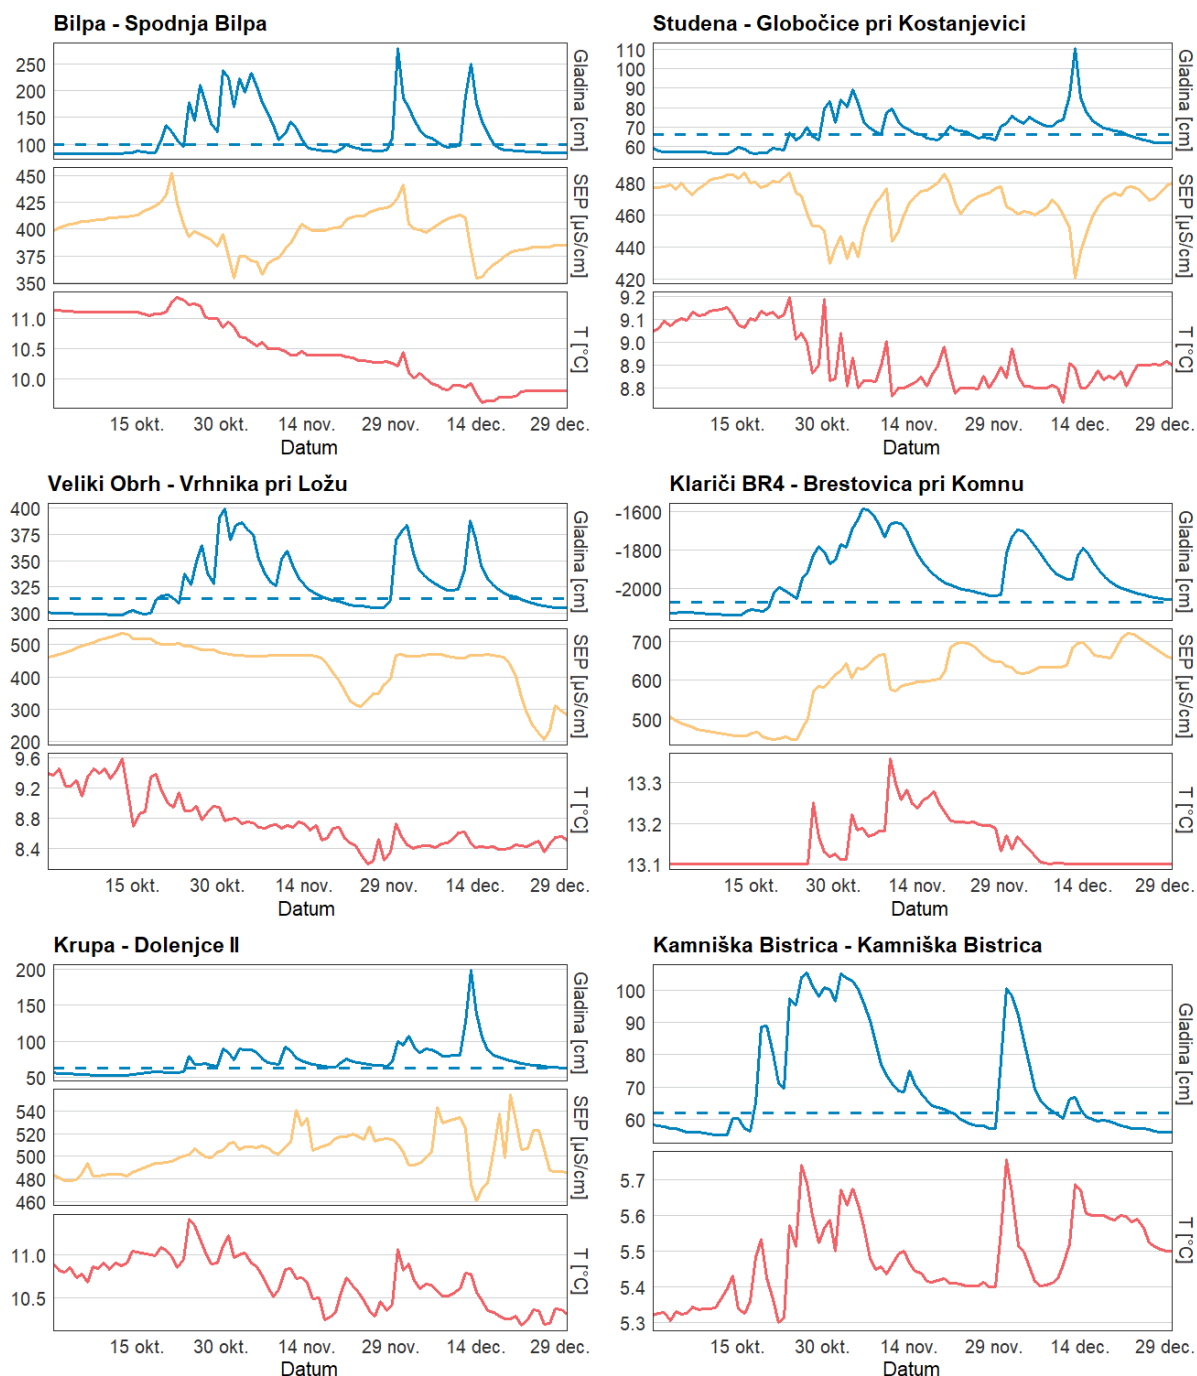 Bilpa - Spodnja Bilpa
250
200
150
100
Gladina [cm]
450
425
400
375
350
SEP [µS/cm]
11.0
10.5
10.0
T [°C]
15 okt. 30 okt. 14 nov. 29 nov. 14 dec. 29 dec.
Datum
Studena - Globočice pri Kostanjevici
110
100
90
80
70
60
Gladina [cm]
480
460
440
420
SEP [µS/cm]
9.2
9.1
9.0
8.9
8.8
T [°C]
15 okt. 30 okt. 14 nov. 29 nov. 14 dec. 29 dec.
Datum
Veliki Obrh - Vrhnika pri Ložu
400
375
350
325
300
Gladina [cm]
500
400
300
200
SEP [µS/cm]
9.6
9.2
8.8
8.4
T [°C]
15 okt. 30 okt. 14 nov. 29 nov. 14 dec. 29 dec.
Datum
Klariči BR4 - Brestovica pri Komnu
-1600
-1800
-2000
Gladina [cm]
700
600
500
SEP [µS/cm]
13.3
13.2
13.1
T [°C]
15 okt. 30 okt. 14 nov. 29 nov. 14 dec. 29 dec.
Datum
Krupa - Dolenjce II
200
150
100
50
Gladina [cm]
540
520
500
480
460
SEP [µS/cm]
11.0
10.5
T [°C]
15 okt. 30 okt. 14 nov. 29 nov. 14 dec. 29 dec.
Datum
Kamniška Bistrica - Kamniška Bistrica
100
90
80
70
60
Gladina [cm]
5.7
5.6
5.5
5.4
5.3
T [°C]
15 okt. 30 okt. 14 nov. 29 nov. 14 dec. 29 dec.
Datum